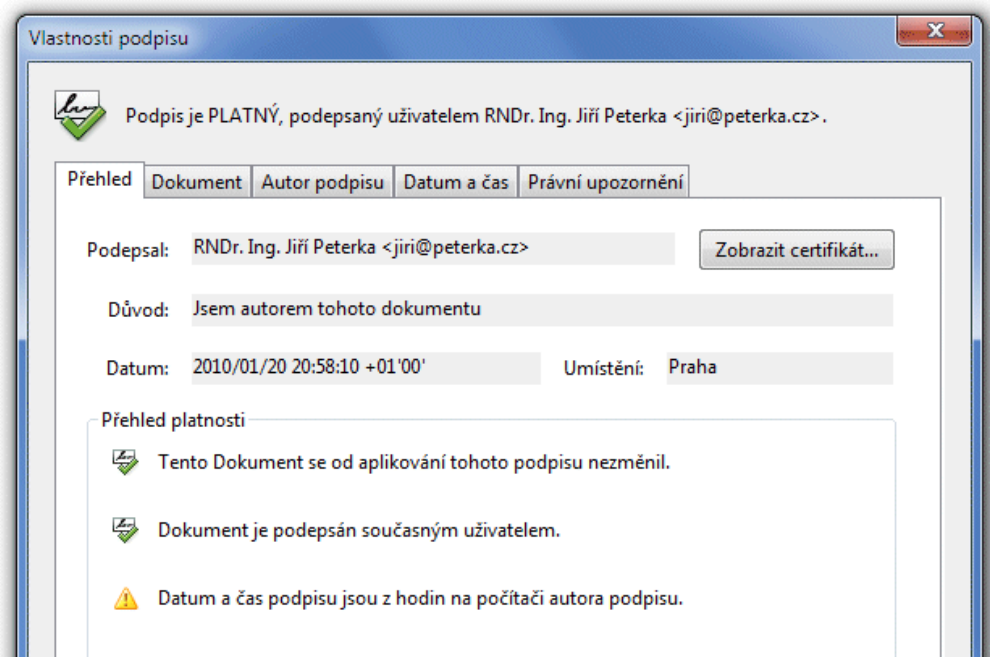 Vlastnosti podpisu
Podpis je PLATNÝ, podepsaný uživatelem RNDr. Ing. Jiří Peterka <jiri@peterka.cz>.
Přehled Dokument Autor podpisu Datum a čas Právní upozornění
Podepsal: RNDr. Ing. Jiří Peterka <jiri@peterka.cz> Zobrazit certifikát...
Důvod: Jsem autorem tohoto dokumentu
Datum: 2010/01/20 20:58:10 +01'00' Umístění: Praha
Přehled platnosti
Tento Dokument se od aplikování tohoto podpisu nezměnil.
Dokument je podepsán současným uživatelem.
Datum a čas podpisu jsou z hodin na počítači autora podpisu.